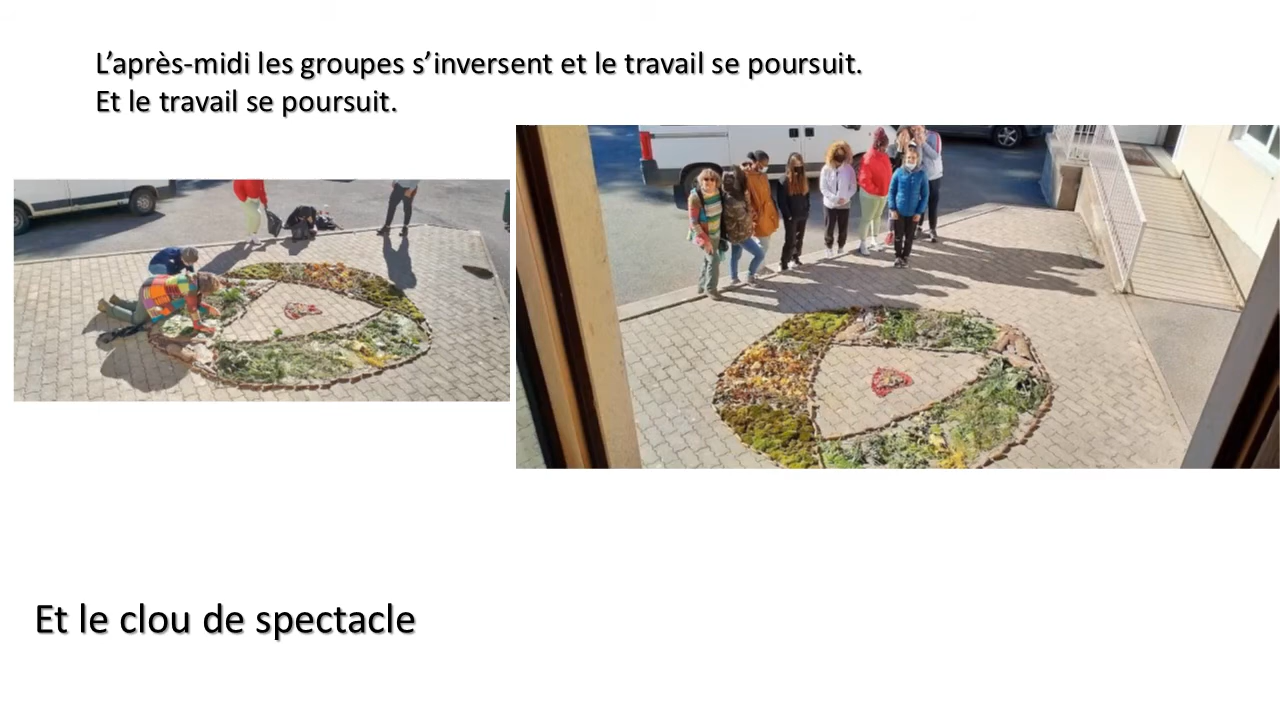 L’après-midi les groupes s’inversent et le travail se poursuit.
Et le travail se poursuit.
Et le clou de spectacle